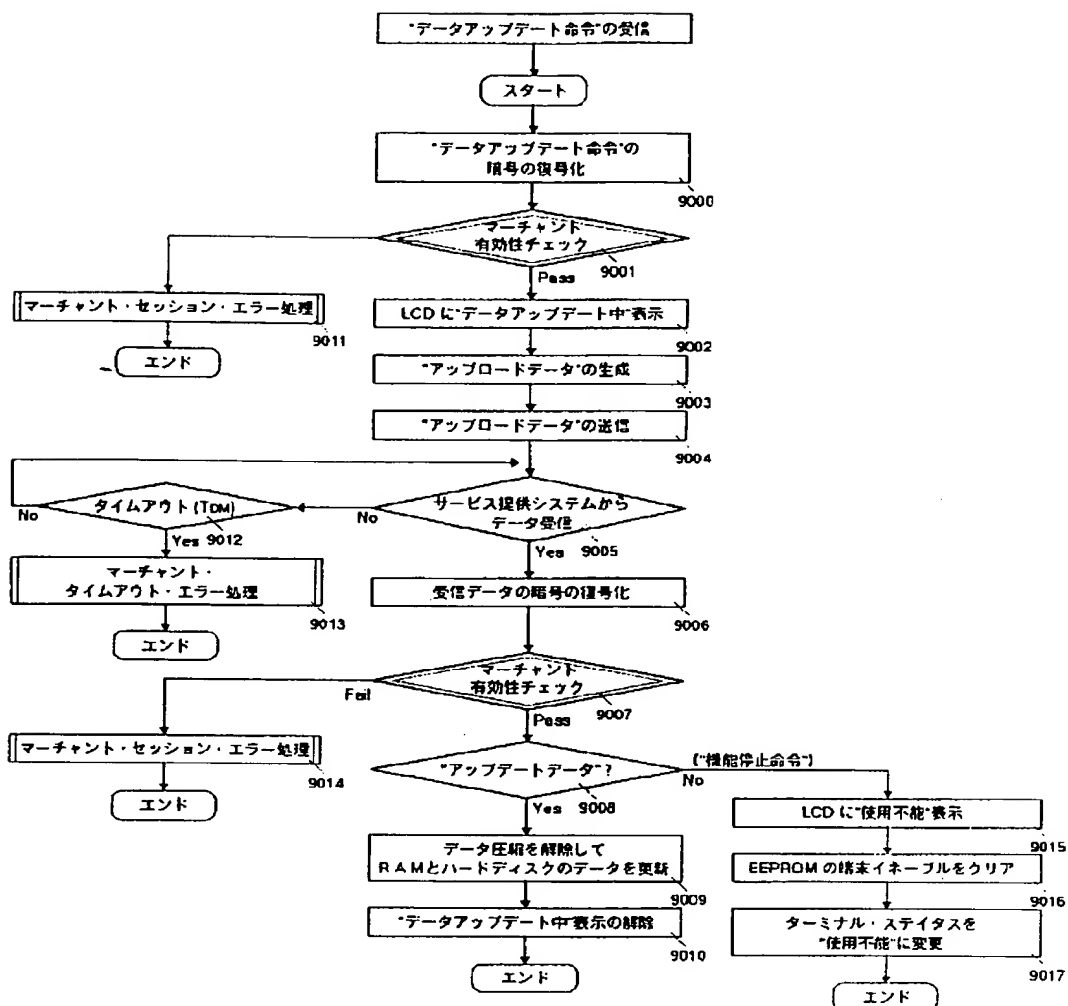 "データアップデート命令"の受信
スタート
"データアップデート命令"の
暗号の復号化
9000
マーチャント
有効性チェック
9001
Pass
マーチャント・セッション・エラー処理
9011
エンド
LCDに"データアップデート中"表示
9002
"アップロードデータ"の生成
9003
"アップロードデータ"の送信
9004
サービス提供システムから
データ受信
9005
No
Yes
タイムアウト(TDM)
9012
No
Yes
マーチャント・
タイムアウト・エラー処理
9013
エンド
受信データの暗号の復号化
9006
マーチャント
有効性チェック
9007
Fail
Pass
マーチャント・セッション・エラー処理
9014
エンド
"アップデートデータ"?
9008
("機能停止命令")
No
Yes
データ圧縮を解除して
RAMとハードディスクのデータを更新
9009
"データアップデート中"表示の解除
9010
エンド
LCDに"使用不能"表示
9015
EEPROMの端末イネーブルをクリア
9016
ターミナル・ステイタスを
"使用不能"に変更
9017
エンド